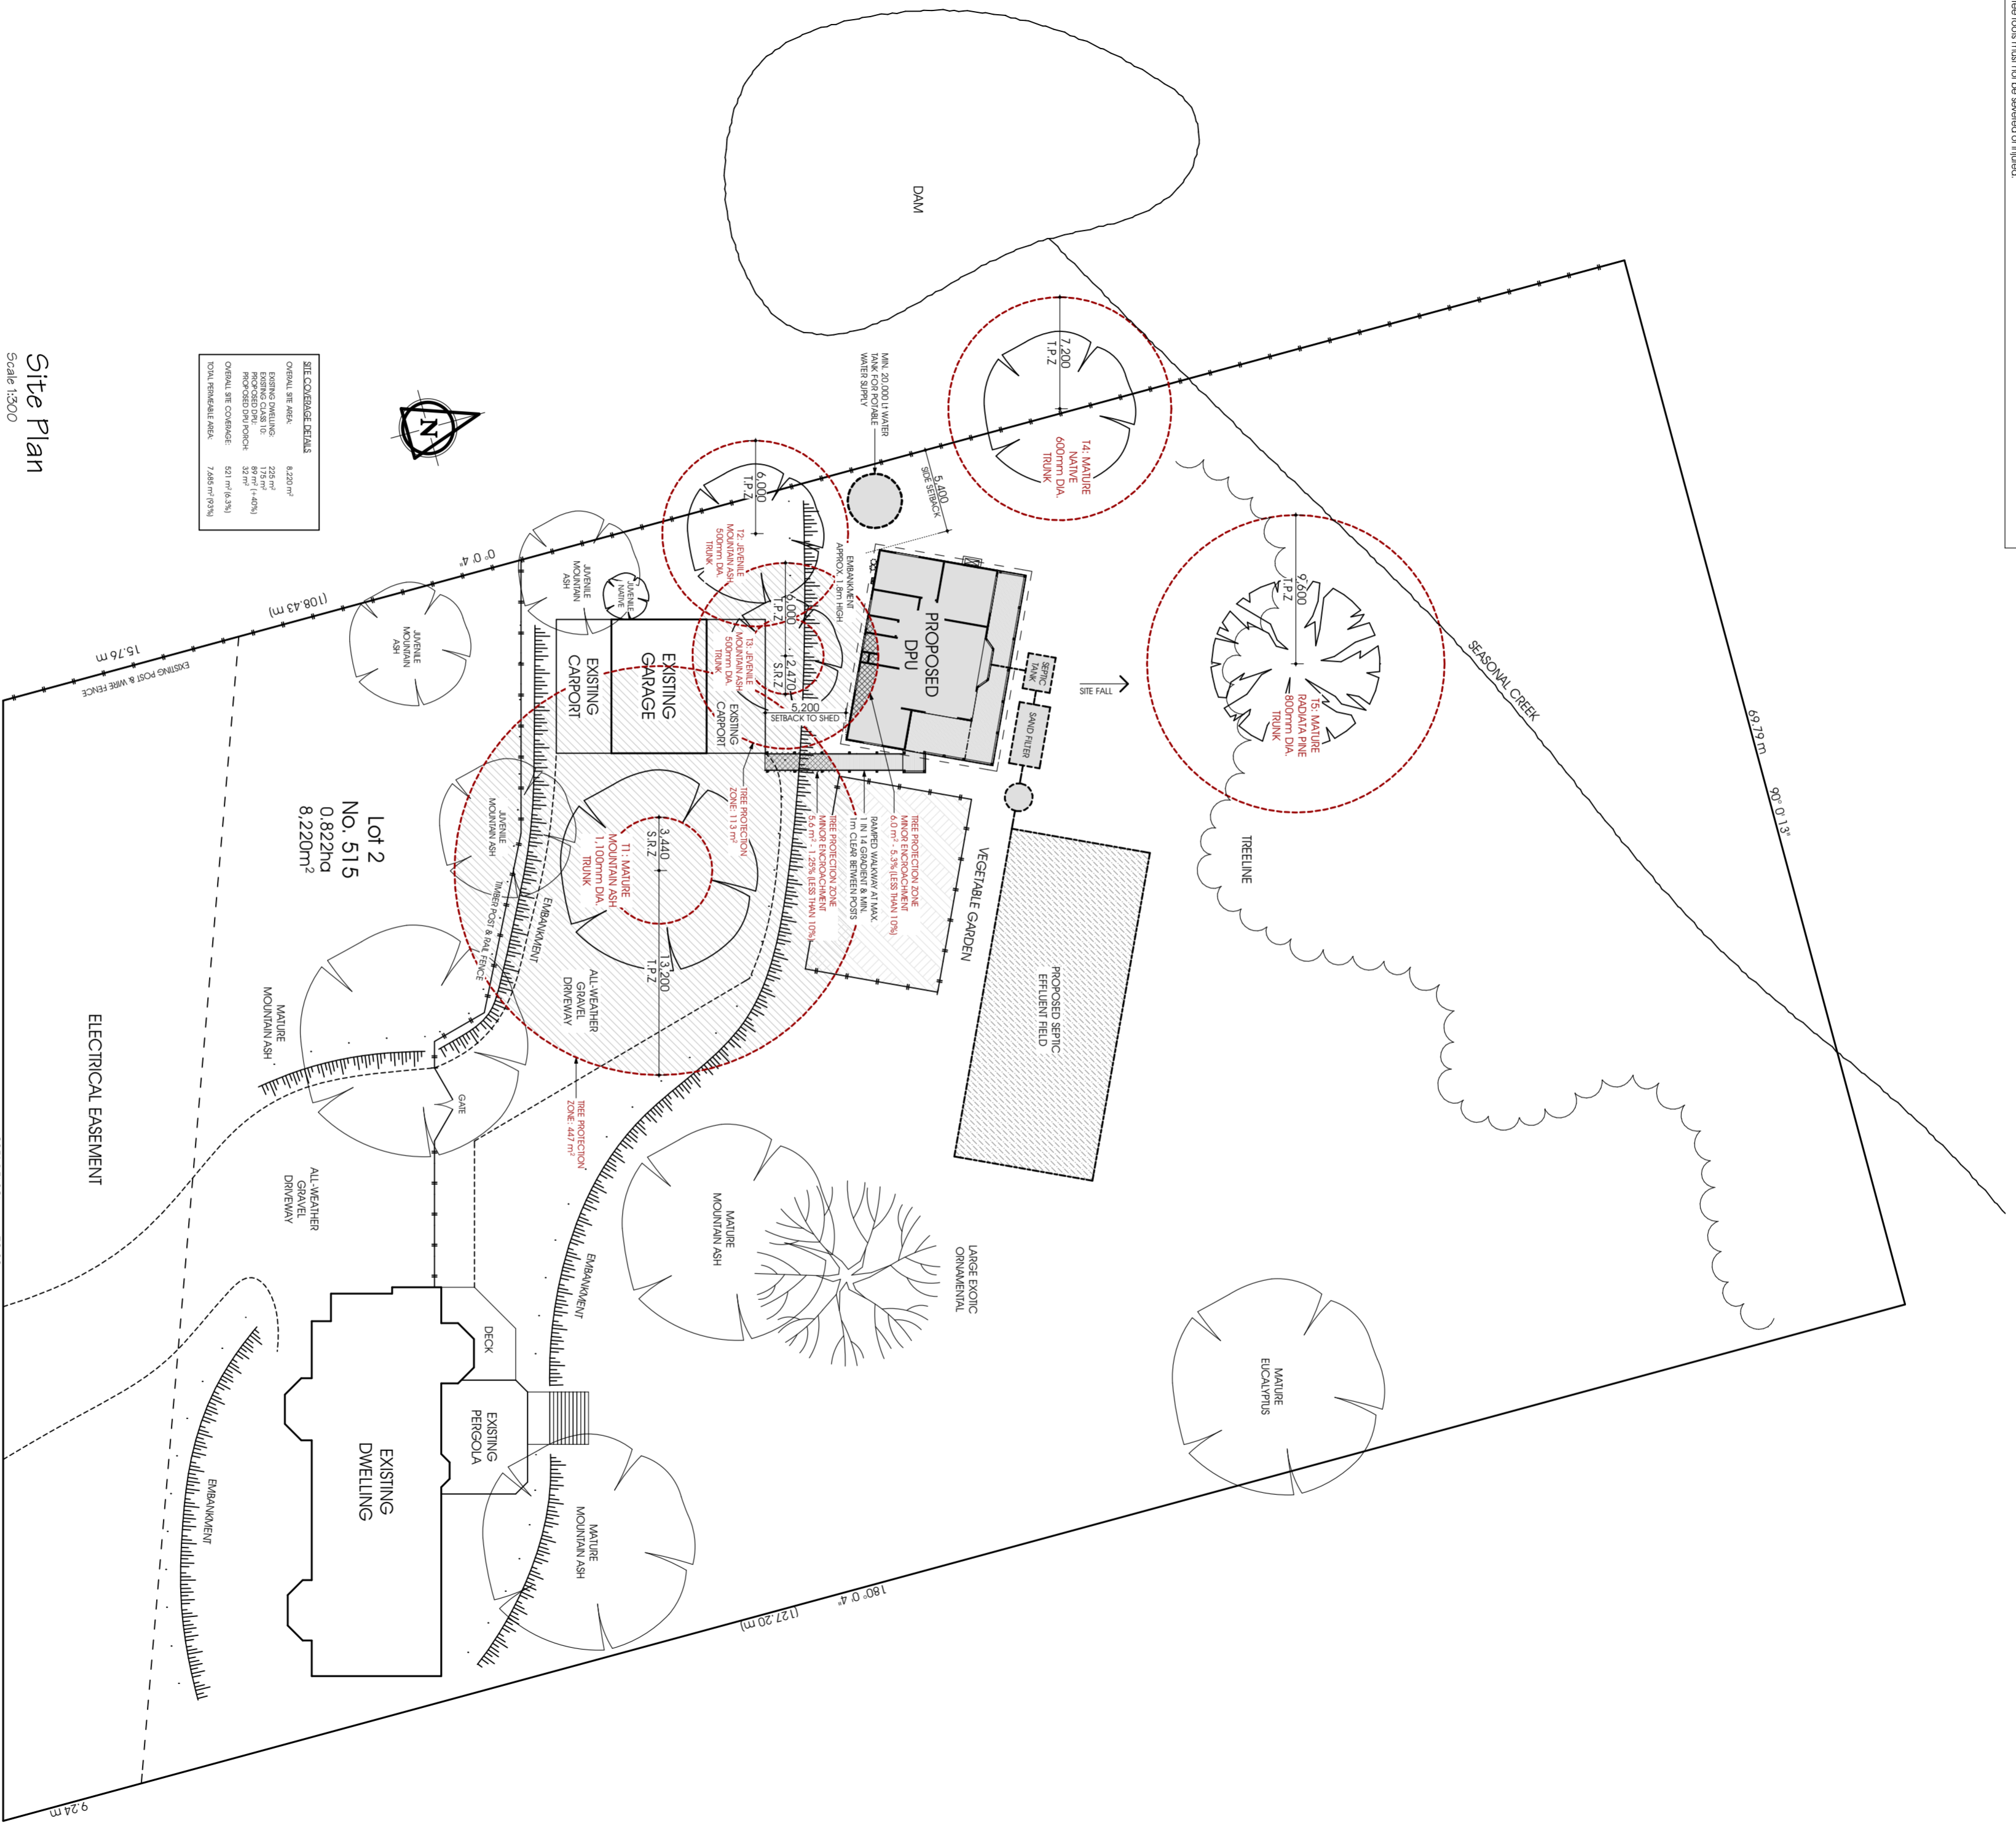 Site Plan
Scale 1:300
SITE COVERAGE DETAILS
OVERALL SITE AREA: 8,220 m²
EXISTING DWELLING: 225 m²
EXISTING CLASS 10: 175 m²
PROPOSED DPU: 89 m² (+40%)
PROPOSED DPU PORCH: 32 m²
OVERALL SITE COVERAGE: 521 m² (6.3%)
TOTAL PERMEABLE AREA: 7,685 m² (93%)
N
Lot 2
No. 515
0.822ha
8,220m²
DAM
SEASONAL CREEK
69.79 m
90° 0' 13"
7,200
T.P.Z
T4: MATURE
NATIVE
600mm DIA.
TRUNK
9,600
T.P.Z
T5: MATURE
RADIATA PINE
800mm DIA.
TRUNK
TREELINE
MIN. 20,000 Lt WATER
TANK FOR POTABLE
WATER SUPPLY
5,400
SIDE SETBACK
6,000
T.P.Z
T2: JEVENILE
MOUNTAIN ASH
500mm DIA.
TRUNK
EMBANKMENT
APPROX. 1.8m HIGH
PROPOSED
DPU
SEPTIC
TANK
SAND FILTER
SITE FALL
6,000
T.P.Z
2,470
S.R.Z
T3: JEVENILE
MOUNTAIN ASH
500mm DIA.
TRUNK
5,200
SETBACK TO SHED
EXISTING
CARPORT
EXISTING
GARAGE
EXISTING
CARPORT
JUVENILE
NATIVE
JUVENILE
MOUNTAIN
ASH
JUVENILE
MOUNTAIN
ASH
0° 0' 4"
(108.43 m)
15.76 m
EXISTING POST & WIRE FENCE
TREE PROTECTION
ZONE: 113 m²
TREE PROTECTION ZONE
MINOR ENCROACHMENT
6.0 m² - 5.3% (LESS THAN 10%)
RAMPED WALKWAY AT MAX.
1 IN 14 GRADIENT & MIN.
1m CLEAR BETWEEN POSTS
TREE PROTECTION ZONE
MINOR ENCROACHMENT
5.6 m² - 1.25% (LESS THAN 10%)
VEGETABLE GARDEN
PROPOSED SEPTIC
EFFLUENT FIELD
3,440
S.R.Z
13,200
T.P.Z
T1: MATURE
MOUNTAIN ASH
1,100mm DIA.
TRUNK
JUVENILE
MOUNTAIN ASH
EMBANKMENT
TIMBER POST & RAIL FENCE
ALL-WEATHER
GRAVEL
DRIVEWAY
TREE PROTECTION
ZONE: 447 m²
MATURE
MOUNTAIN ASH
GATE
ALL-WEATHER
GRAVEL
DRIVEWAY
ELECTRICAL EASEMENT
MATURE
MOUNTAIN ASH
LARGE EXOTIC
ORNAMENTAL
EMBANKMENT
DECK
EXISTING
PERGOLA
EXISTING
DWELLING
MATURE
MOUNTAIN ASH
MATURE
EUCALYPTUS
EMBANKMENT
180° 0' 4"
(127.20 m)
9.24 m
roots must not be severed or injured.